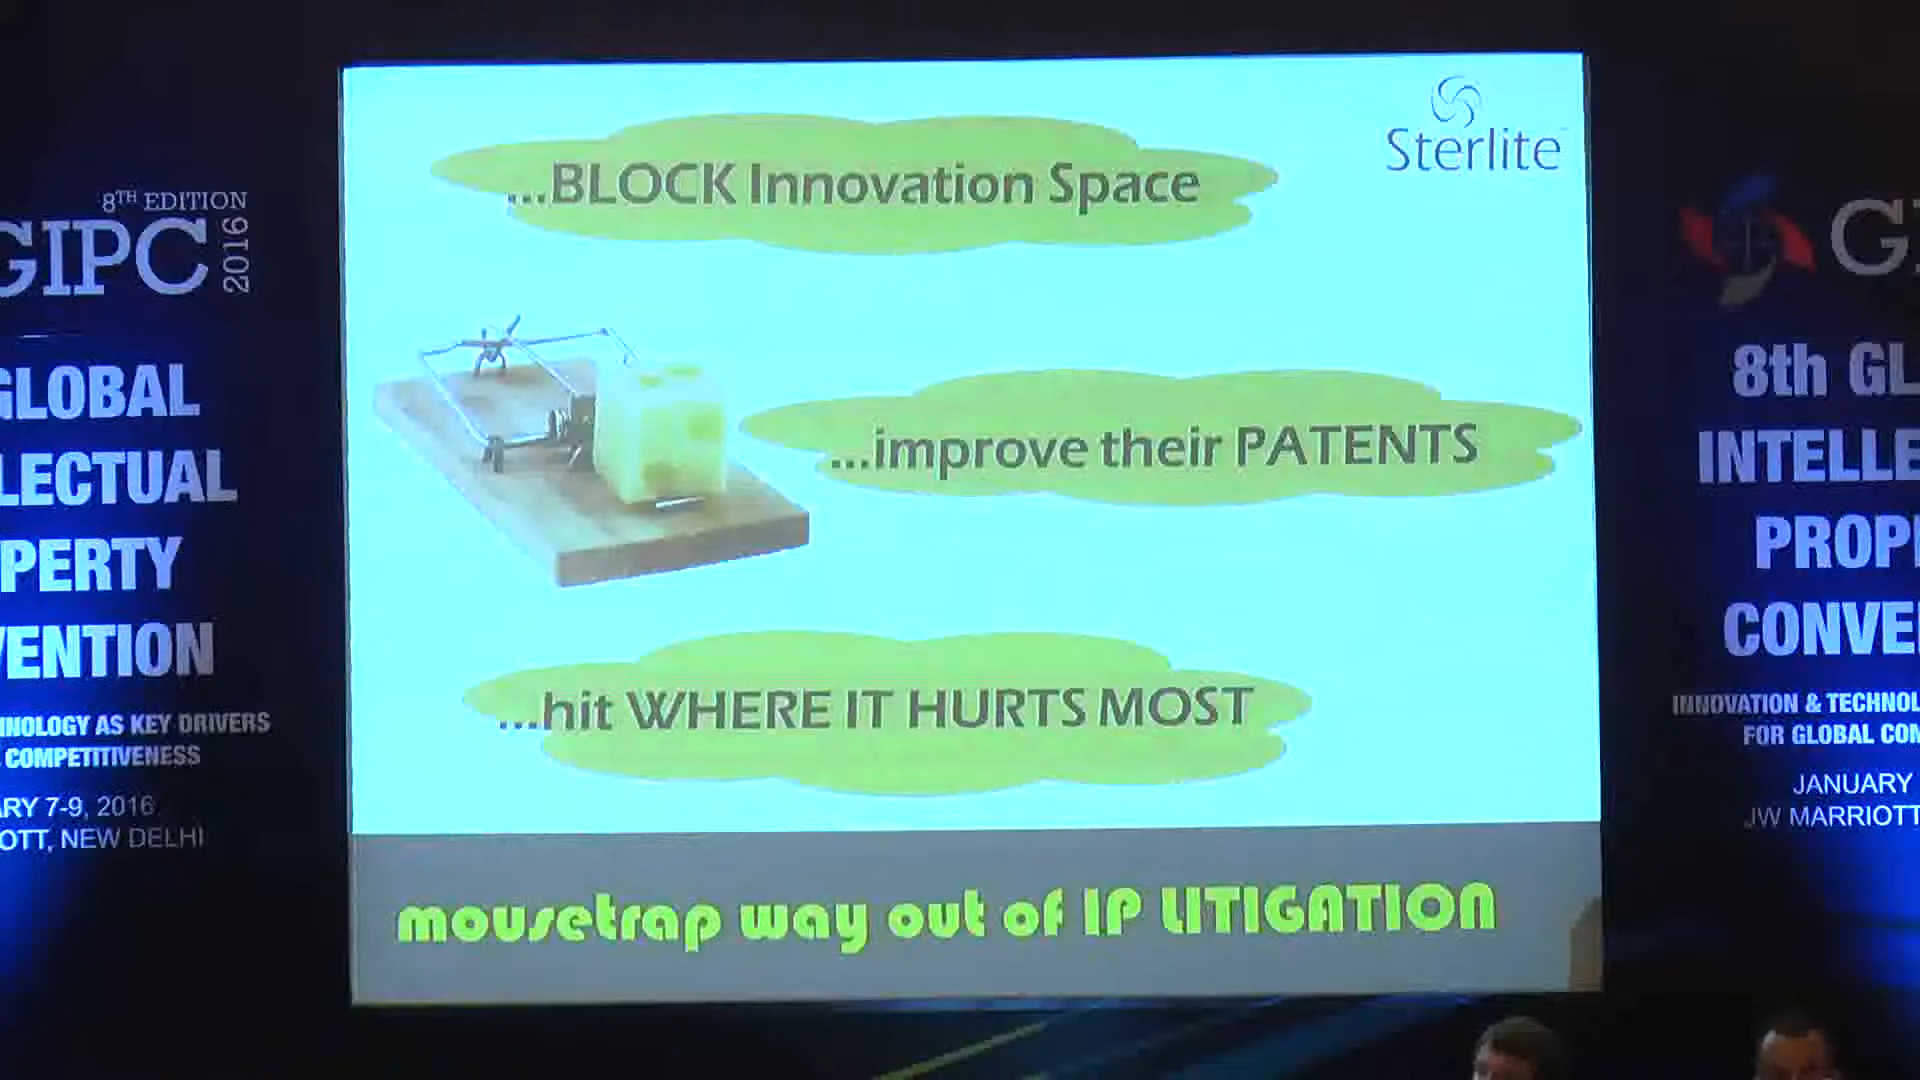 8TH EDITION
GIPC 2016
GLOBAL
LECTUAL
PERTY
VENTION
NOLOGY AS KEY DRIVERS
COMPETITIVENESS
ARY 7-9, 2016
OTT, NEW DELHI
Sterlite
...BLOCK Innovation Space
...improve their PATENTS
...hit WHERE IT HURTS MOST
mousetrap way out of IP LITIGATION
8th GL
INTELLE
PROP
CONVE
INNOVATION & TECHNOL
FOR GLOBAL COM
JANUARY
JW MARRIOTT